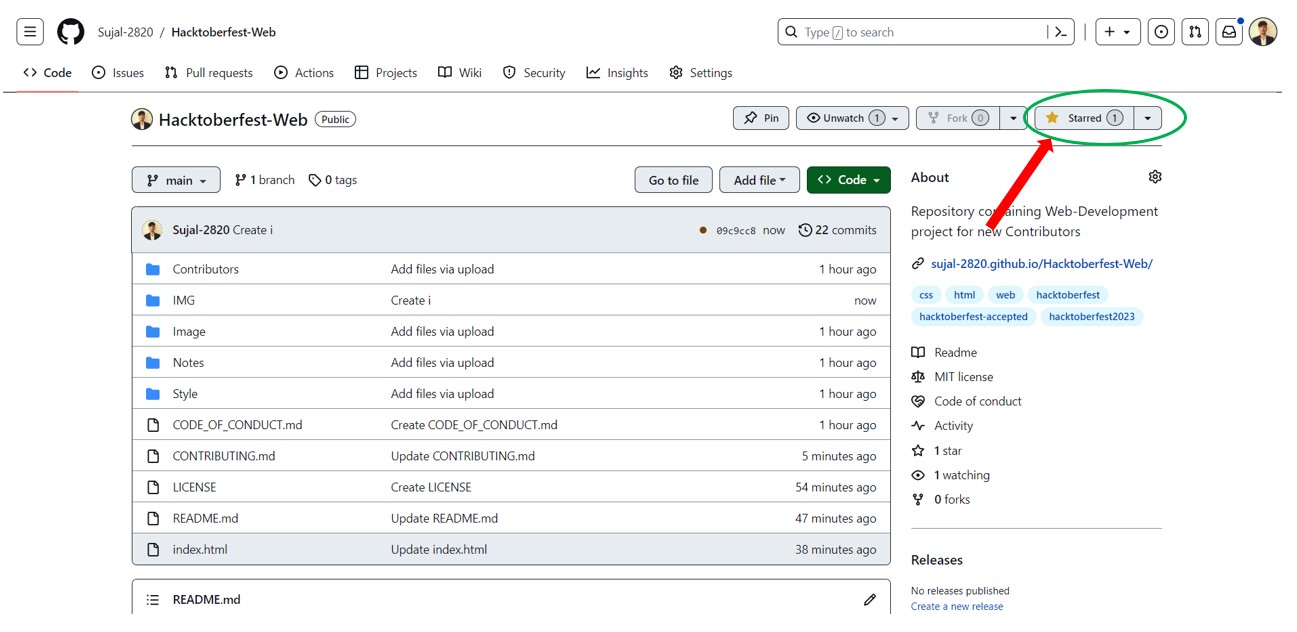 Sujal-2820 / Hacktoberfest-Web Type / to search
Code Issues Pull requests Actions Projects Wiki Security Insights Settings
Hacktoberfest-Web Public Pin Unwatch 1 Fork 0 Starred 1
main 1 branch 0 tags Go to file Add file Code
Sujal-2820 Create i 09c9cc8 now 22 commits
Contributors Add files via upload 1 hour ago
IMG Create i now
Image Add files via upload 1 hour ago
Notes Add files via upload 1 hour ago
Style Add files via upload 1 hour ago
CODE_OF_CONDUCT.md Create CODE_OF_CONDUCT.md 1 hour ago
CONTRIBUTING.md Update CONTRIBUTING.md 5 minutes ago
LICENSE Create LICENSE 54 minutes ago
README.md Update README.md 47 minutes ago
index.html Update index.html 38 minutes ago
README.md
About
Repository containing Web-Development
project for new Contributors
sujal-2820.github.io/Hacktoberfest-Web/
css html web hacktoberfest
hacktoberfest-accepted hacktoberfest2023
Readme
MIT license
Code of conduct
Activity
1 star
1 watching
0 forks
Releases
No releases published
Create a new release